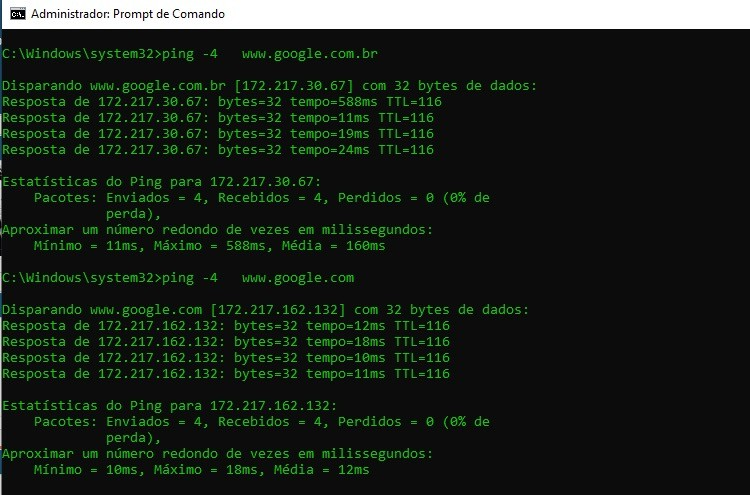 Administrador: Prompt de Comando
C:\Windows\system32>ping -4   www.google.com.br
Disparando www.google.com.br [172.217.30.67] com 32 bytes de dados:
Resposta de 172.217.30.67: bytes=32 tempo=588ms TTL=116
Resposta de 172.217.30.67: bytes=32 tempo=11ms TTL=116
Resposta de 172.217.30.67: bytes=32 tempo=19ms TTL=116
Resposta de 172.217.30.67: bytes=32 tempo=24ms TTL=116
Estatísticas do Ping para 172.217.30.67:
    Pacotes: Enviados = 4, Recebidos = 4, Perdidos = 0 (0% de
             perda),
Aproximar um número redondo de vezes em milissegundos:
    Mínimo = 11ms, Máximo = 588ms, Média = 160ms
C:\Windows\system32>ping -4   www.google.com
Disparando www.google.com [172.217.162.132] com 32 bytes de dados:
Resposta de 172.217.162.132: bytes=32 tempo=12ms TTL=116
Resposta de 172.217.162.132: bytes=32 tempo=18ms TTL=116
Resposta de 172.217.162.132: bytes=32 tempo=10ms TTL=116
Resposta de 172.217.162.132: bytes=32 tempo=11ms TTL=116
Estatísticas do Ping para 172.217.162.132:
    Pacotes: Enviados = 4, Recebidos = 4, Perdidos = 0 (0% de
             perda),
Aproximar um número redondo de vezes em milissegundos:
    Mínimo = 10ms, Máximo = 18ms, Média = 12ms